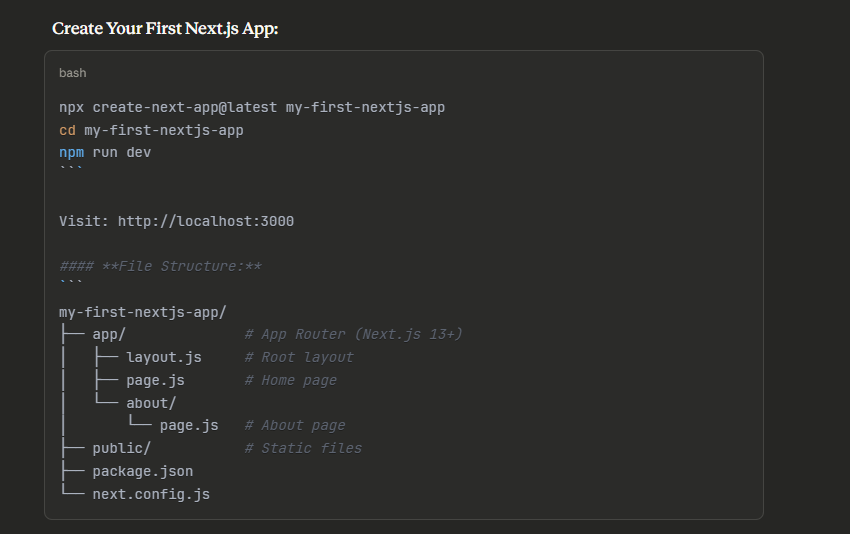 Create Your First Next.js App:
bash
npx create-next-app@latest my-first-nextjs-app
cd my-first-nextjs-app
npm run dev
```
Visit: http://localhost:3000
#### **File Structure:**
```
my-first-nextjs-app/
├── app/              # App Router (Next.js 13+)
│   ├── layout.js     # Root layout
│   ├── page.js       # Home page
│   └── about/
│       └── page.js   # About page
├── public/           # Static files
├── package.json
└── next.config.js